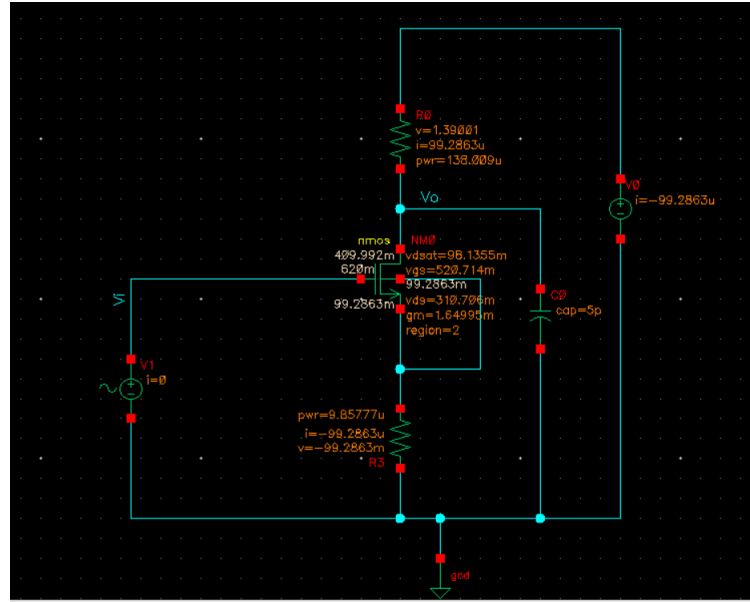 R0
v=1.39001
i=99.2863u
pwr=138.009u
V0
i=-99.2863u
Vo
nmos
NM0
409.992m
vdsat=98.1355m
620m
vgs=520.714m
99.2863m
99.2863m
vds=310.706m
gm=1.64995m
region=2
C0
cap=5p
Vi
V1
i=0
pwr=9.85777u
i=-99.2863u
v=-99.2863m
R3
gnd